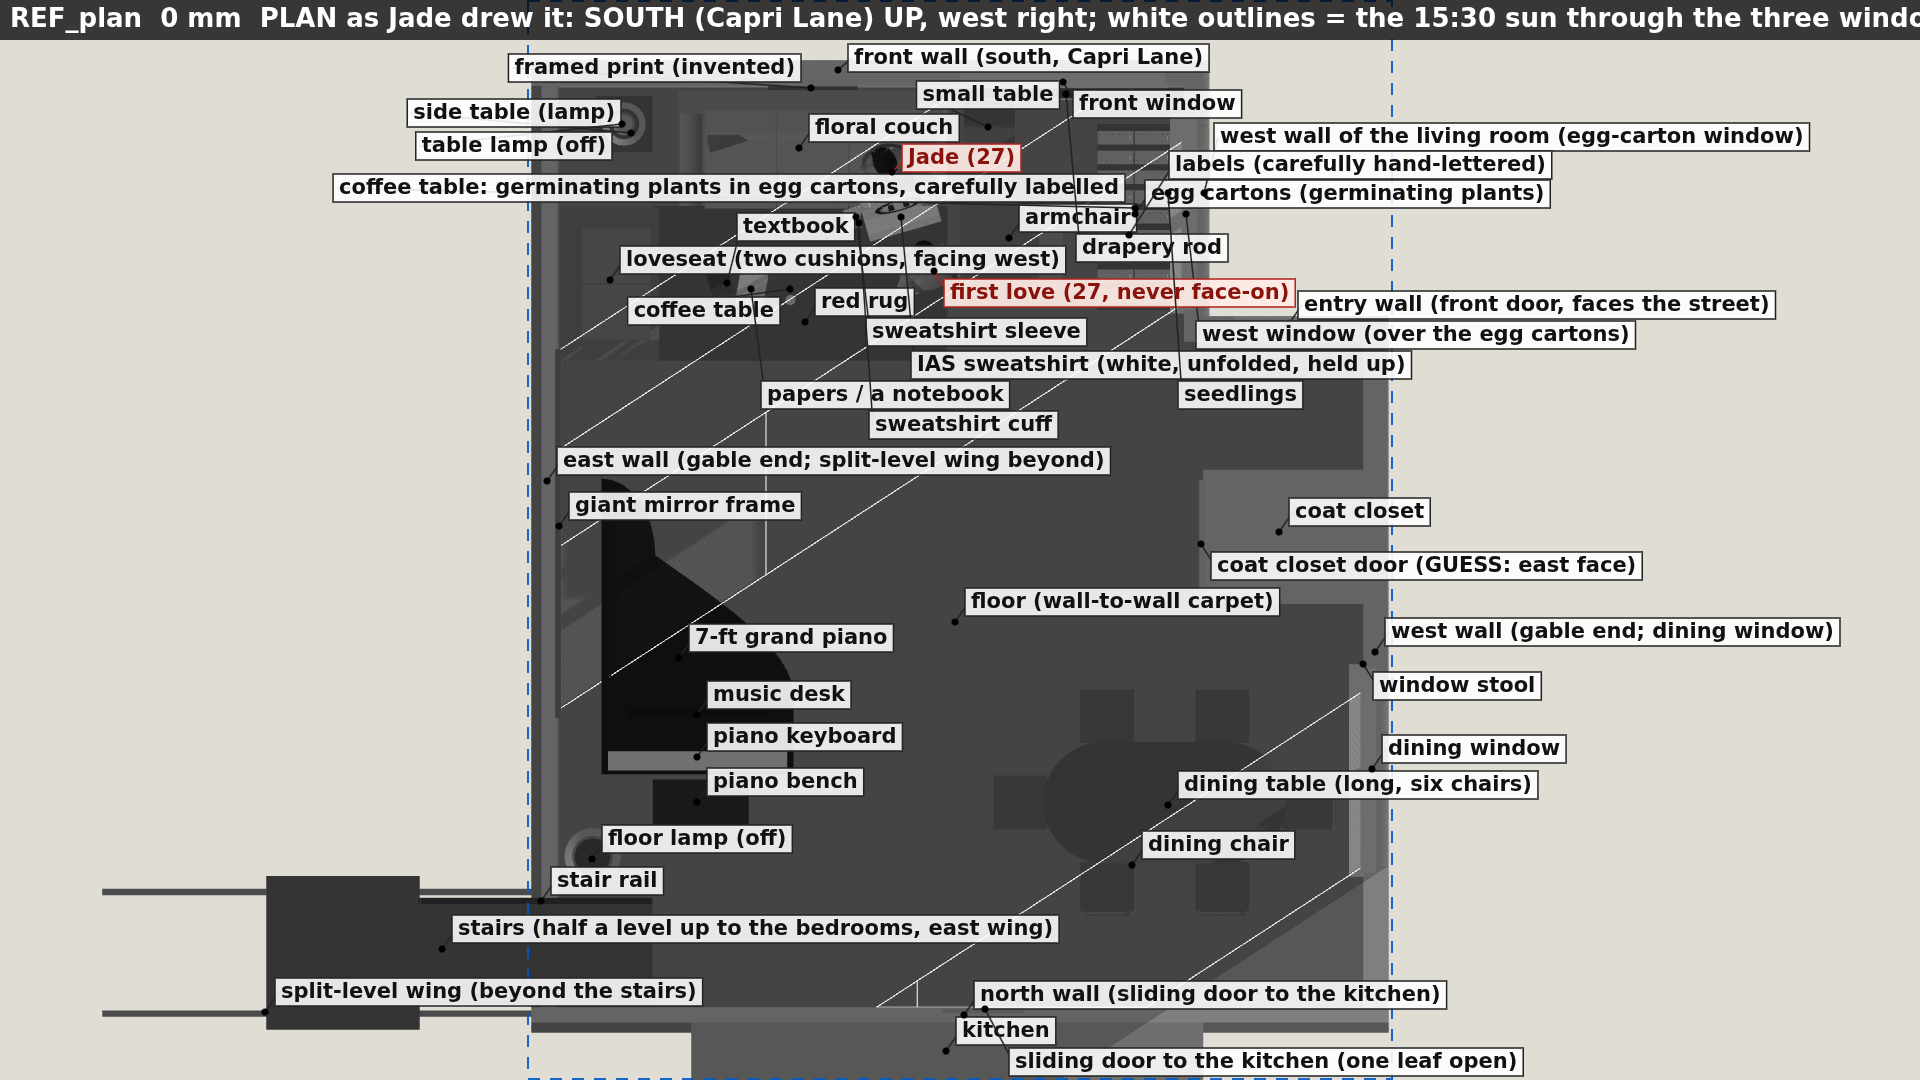 REF_plan  0 mm  PLAN as Jade drew it: SOUTH (Capri Lane) UP, west right; white outlines = the 15:30 sun through the three windo
front wall (south, Capri Lane)
framed print (invented)
small table
front window
side table (lamp)
floral couch
west wall of the living room (egg-carton window)
table lamp (off)
Jade (27)
labels (carefully hand-lettered)
coffee table: germinating plants in egg cartons, carefully labelled
egg cartons (germinating plants)
armchair
textbook
drapery rod
loveseat (two cushions, facing west)
first love (27, never face-on)
red rug
entry wall (front door, faces the street)
coffee table
sweatshirt sleeve
west window (over the egg cartons)
IAS sweatshirt (white, unfolded, held up)
papers / a notebook
seedlings
sweatshirt cuff
east wall (gable end; split-level wing beyond)
giant mirror frame
coat closet
coat closet door (GUESS: east face)
floor (wall-to-wall carpet)
7-ft grand piano
west wall (gable end; dining window)
window stool
music desk
piano keyboard
dining window
piano bench
dining table (long, six chairs)
floor lamp (off)
dining chair
stair rail
stairs (half a level up to the bedrooms, east wing)
split-level wing (beyond the stairs)
north wall (sliding door to the kitchen)
kitchen
sliding door to the kitchen (one leaf open)